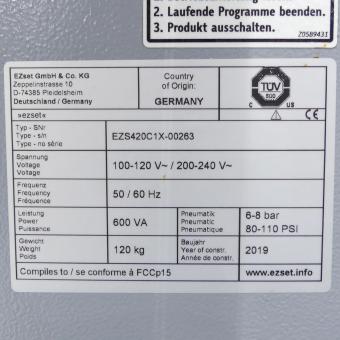 2. Laufende Programme beenden.
3. Produkt ausschalten.
Z0589431
EZset GmbH & Co. KG
Zeppelinstrasse 10
D-74385 Pleidelsheim
Deutschland / Germany
Country
of Origin:
GERMANY
TÜV
SÜD
C US
»ezset«
CE
Typ - SNr
Type - s/n
Type - no série
EZS420C1X-00263
Spannung
Voltage
Voltage
100-120 V~ / 200-240 V~
Frequenz
Frequency
Fréquence
50 / 60 Hz
Leistung
Power
Puissance
600 VA
Pneumatik
Pneumatic
Pneumatique
6-8 bar
80-110 PSI
Gewicht
Weight
Poids
120 kg
Baujahr
Year of constr.
Année de constr.
2019
Compiles to / se conforme à FCCp15
www.ezset.info